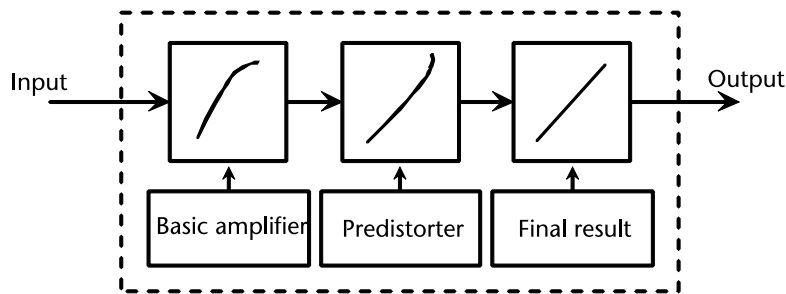 Input
Output
Basic amplifier
Predistorter
Final result